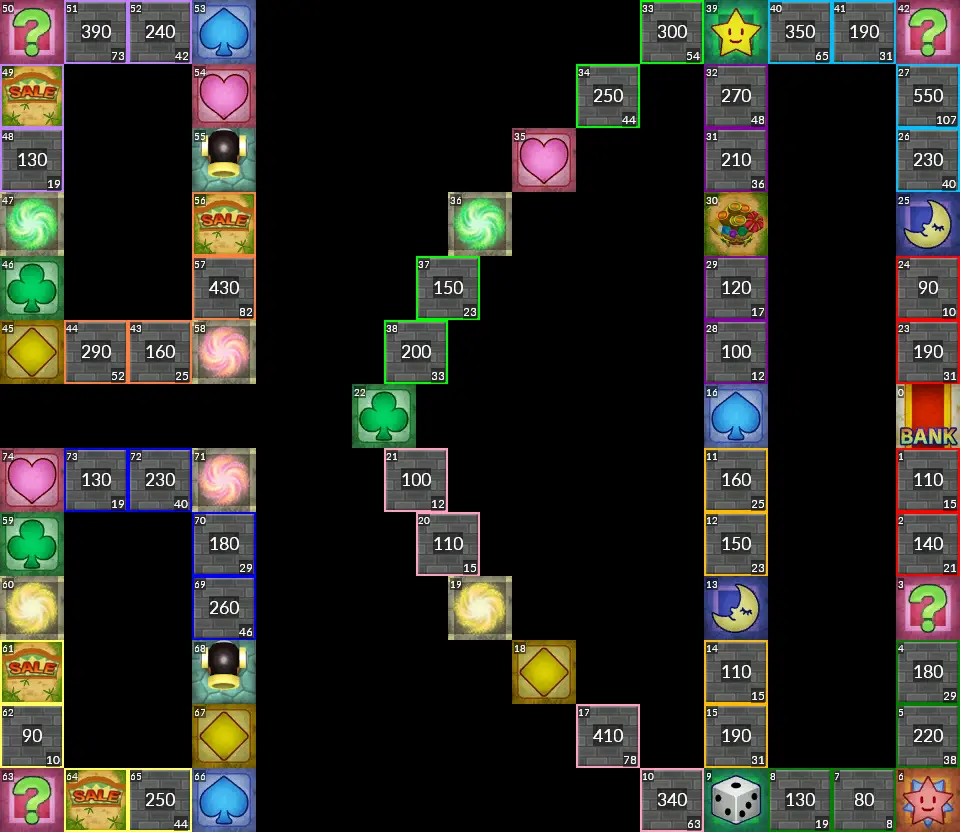 50 51 390 73 52 240 42 53 33 300 54 39 40 350 65 41 190 31 42 ?
49 SALE 54 34 250 44 32 270 48 27 550 107
48 130 19 55 35 31 210 36 26 230 40
47 56 SALE 36 30 25
46 57 430 82 37 150 23 29 120 17 24 90 10
45 44 290 52 43 160 25 58 38 200 33 28 100 12 23 190 31
22 16 0 BANK
74 73 130 19 72 230 40 71 21 100 12 11 160 25 1 110 15
59 70 180 29 20 110 15 12 150 23 2 140 21
60 69 260 46 19 13 3 ?
61 SALE 68 18 14 110 15 4 180 29
62 90 10 67 17 410 78 15 190 31 5 220 38
63 ? 64 SALE 65 250 44 66 10 340 63 9 8 130 19 7 80 8 6